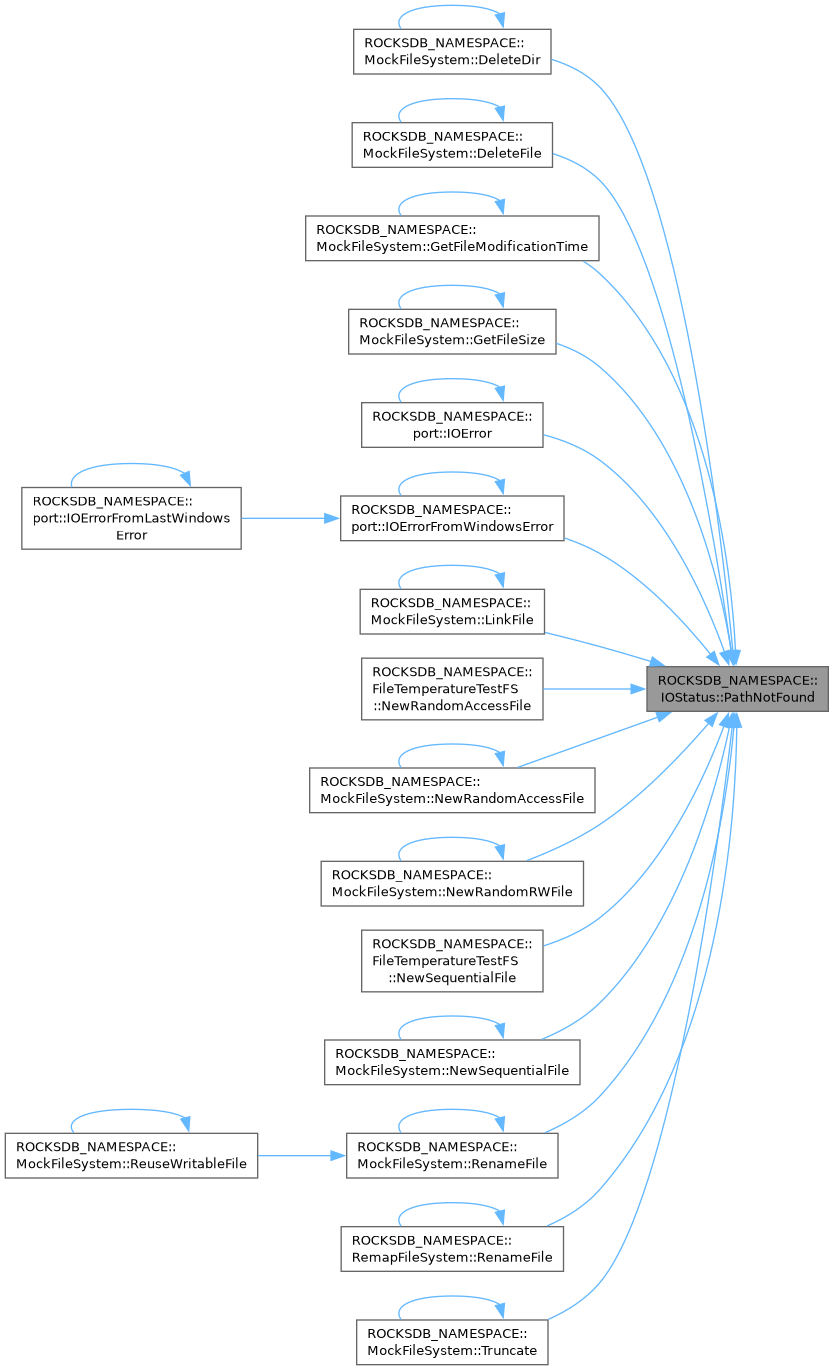 ROCKSDB_NAMESPACE::
MockFileSystem::DeleteDir
ROCKSDB_NAMESPACE::
MockFileSystem::DeleteFile
ROCKSDB_NAMESPACE::
MockFileSystem::GetFileModificationTime
ROCKSDB_NAMESPACE::
MockFileSystem::GetFileSize
ROCKSDB_NAMESPACE::
port::IOError
ROCKSDB_NAMESPACE::
port::IOErrorFromLastWindows
Error
ROCKSDB_NAMESPACE::
port::IOErrorFromWindowsError
ROCKSDB_NAMESPACE::
MockFileSystem::LinkFile
ROCKSDB_NAMESPACE::
FileTemperatureTestFS
::NewRandomAccessFile
ROCKSDB_NAMESPACE::
IOStatus::PathNotFound
ROCKSDB_NAMESPACE::
MockFileSystem::NewRandomAccessFile
ROCKSDB_NAMESPACE::
MockFileSystem::NewRandomRWFile
ROCKSDB_NAMESPACE::
FileTemperatureTestFS
::NewSequentialFile
ROCKSDB_NAMESPACE::
MockFileSystem::NewSequentialFile
ROCKSDB_NAMESPACE::
MockFileSystem::ReuseWritableFile
ROCKSDB_NAMESPACE::
MockFileSystem::RenameFile
ROCKSDB_NAMESPACE::
RemapFileSystem::RenameFile
ROCKSDB_NAMESPACE::
MockFileSystem::Truncate